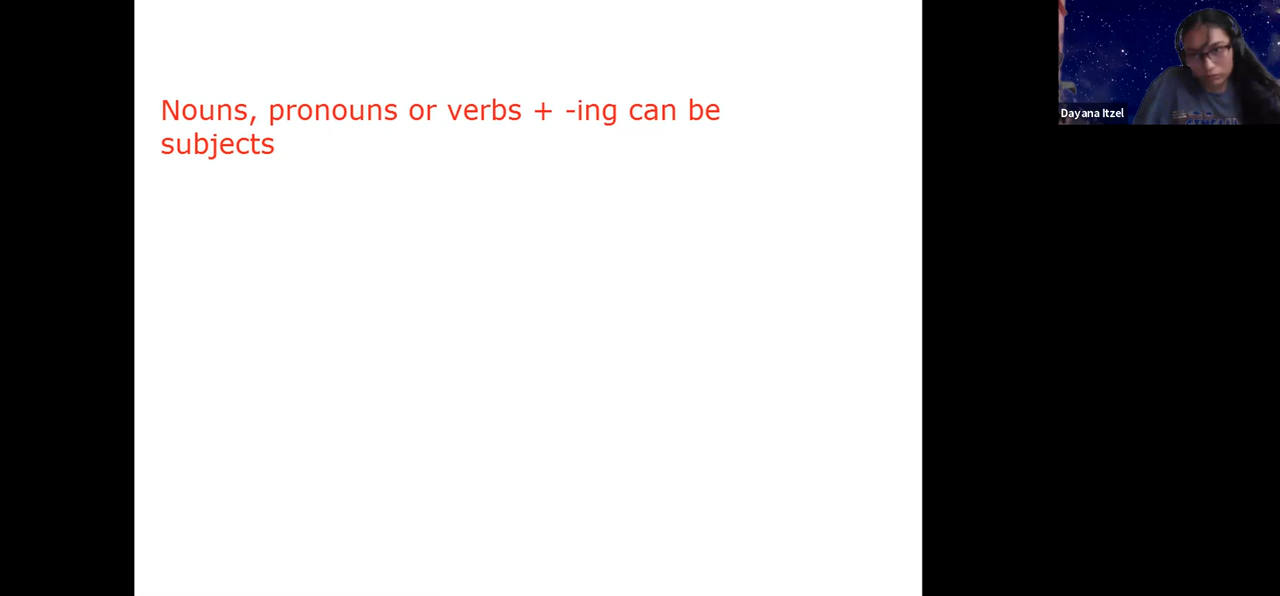 Nouns, pronouns or verbs + -ing can be
subjects
Dayana Itzel